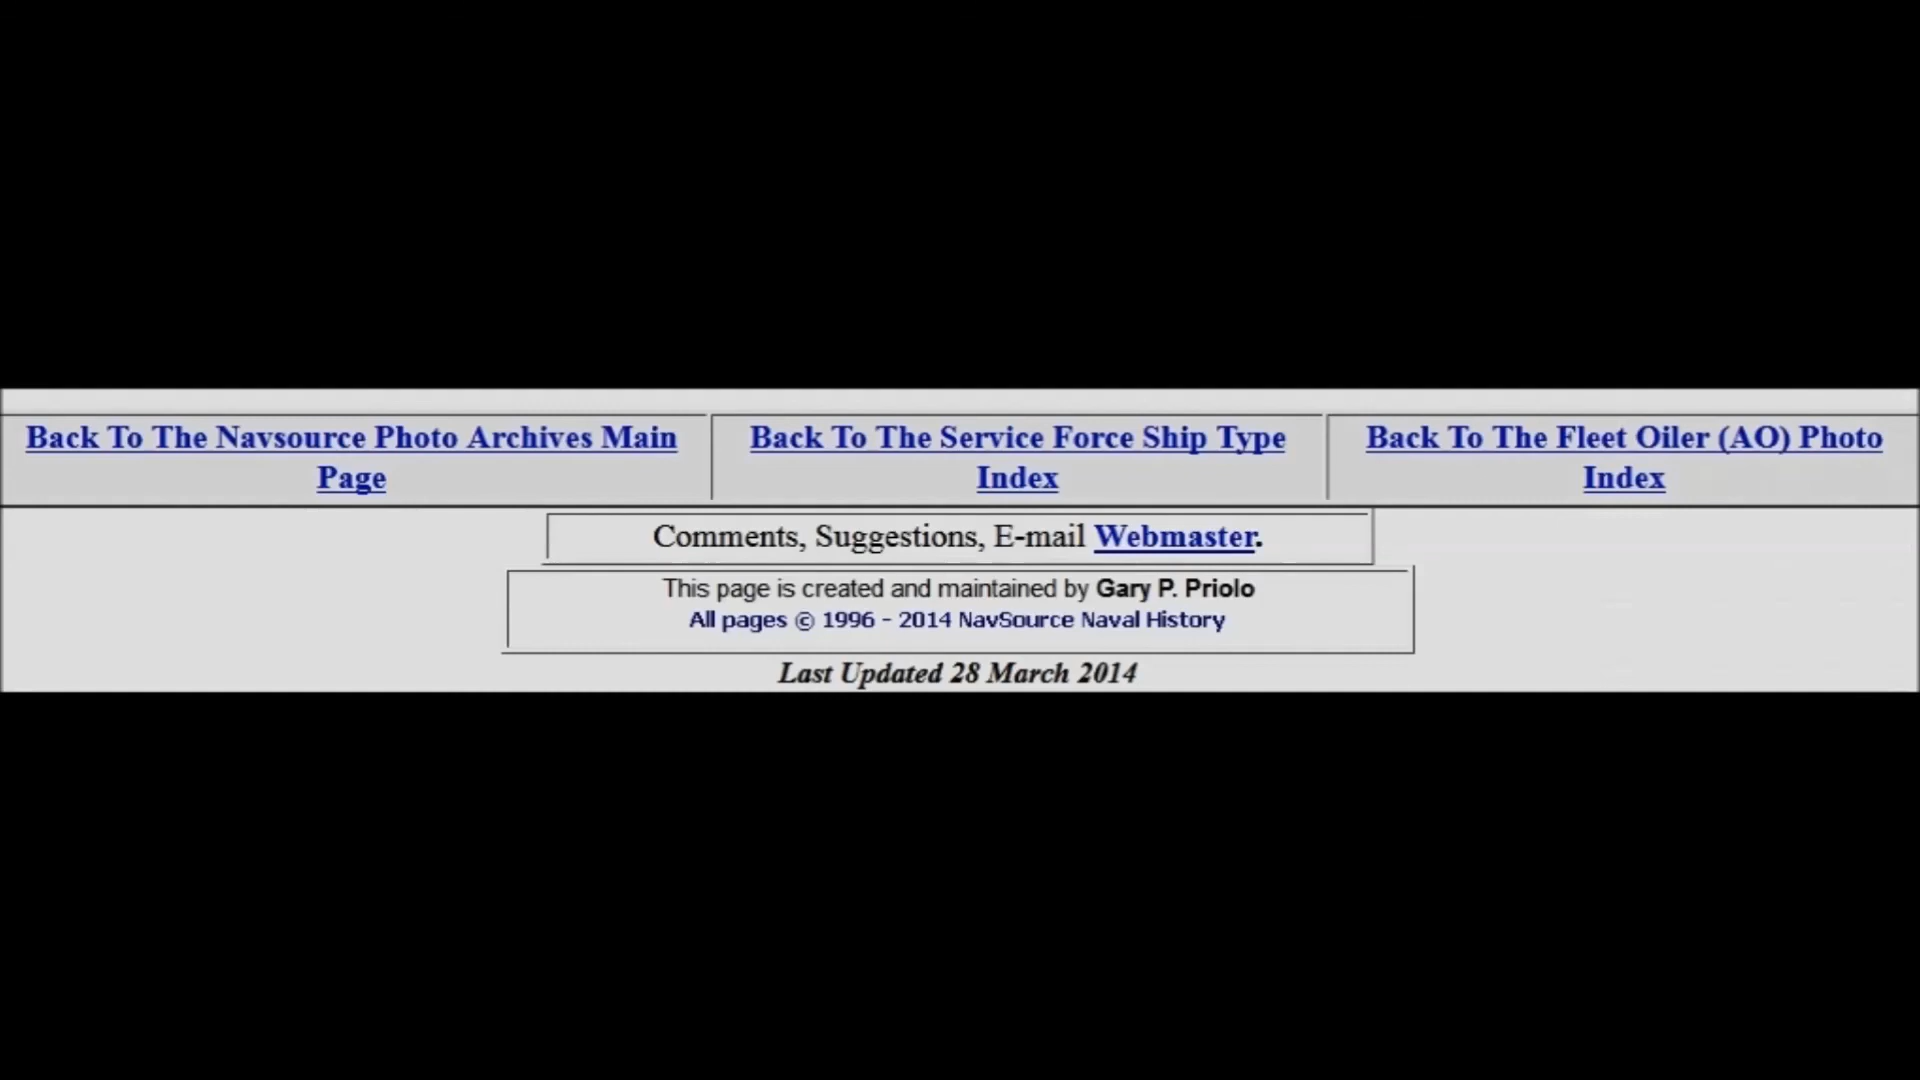 Back To The Navsource Photo Archives Main
Page
Back To The Service Force Ship Type
Index
Back To The Fleet Oiler (AO) Photo
Index
Comments, Suggestions, E-mail Webmaster.
This page is created and maintained by Gary P. Priolo
All pages © 1996 - 2014 NavSource Naval History
Last Updated 28 March 2014